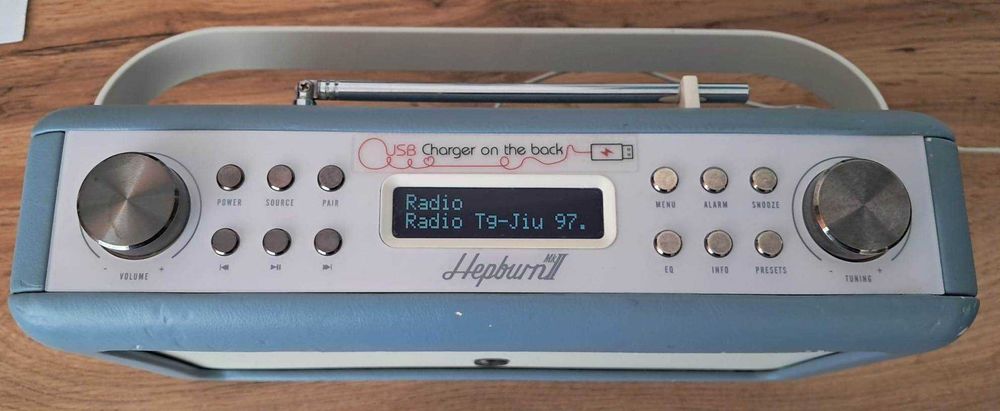 USB Charger on the back
POWER SOURCE PAIR
Radio
Radio Tg-Jiu 97.
MENU ALARM SNOOZE
- VOLUME +
Hepburn MkII
EQ INFO PRESETS
- TUNING +